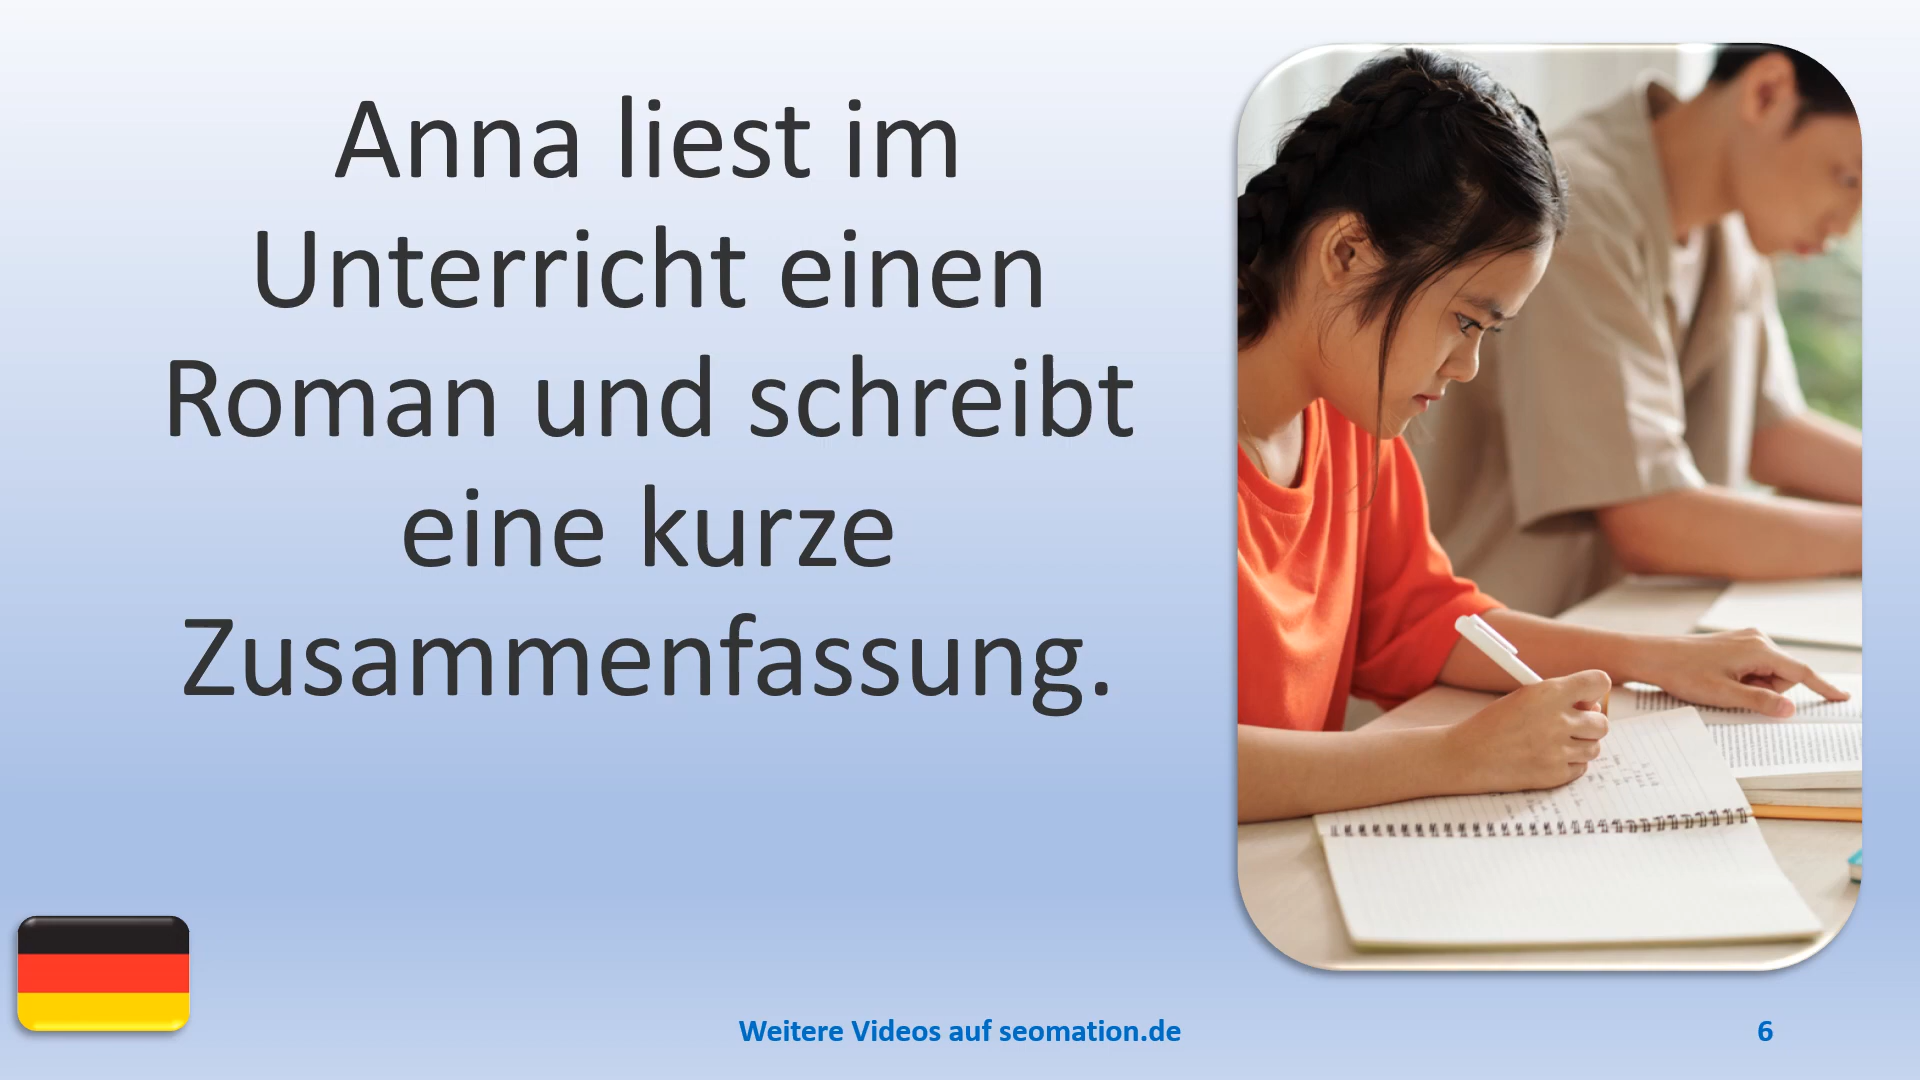 Anna liest im
Unterricht einen
Roman und schreibt
eine kurze
Zusammenfassung.
Weitere Videos auf seomation.de
6